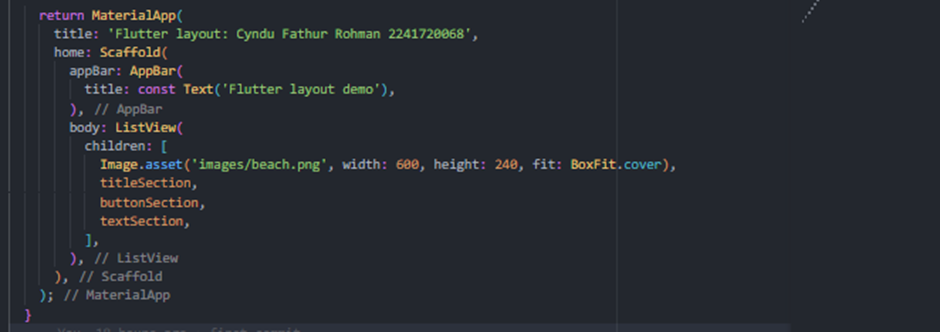 return MaterialApp(
title: 'Flutter layout: Cyndu Fathur Rohman 2241720068',
home: Scaffold(
appBar: AppBar(
title: const Text('Flutter layout demo'),
), // AppBar
body: ListView(
children: [
Image.asset('images/beach.png', width: 600, height: 240, fit: BoxFit.cover),
titleSection,
buttonSection,
textSection,
],
), // ListView
), // Scaffold
); // MaterialApp
}